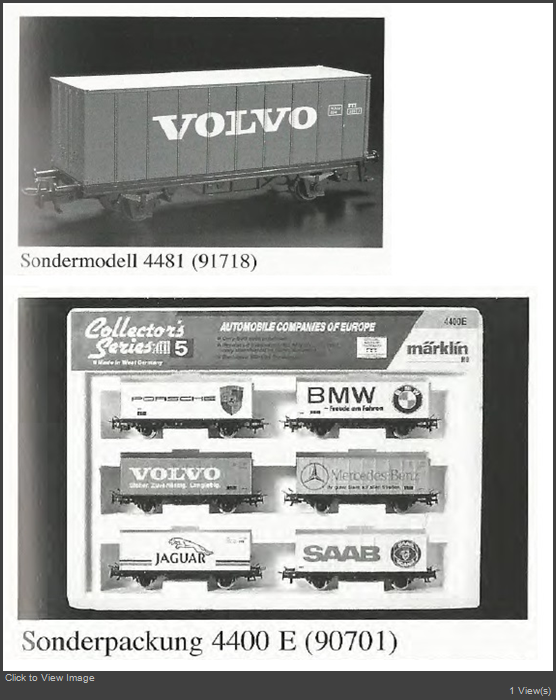 VOLVO
Sondermodell 4481 (91718)
Collector's
Series
5
Made in West Germany
AUTOMOBILE COMPANIES OF EUROPE
4400E
märklin
HO
PORSCHE
BMW
- Freude am Fahren
VOLVO
Mercedes-Benz
JAGUAR
SAAB
Sonderpackung 4400 E (90701)
Click to View Image
1 View(s)